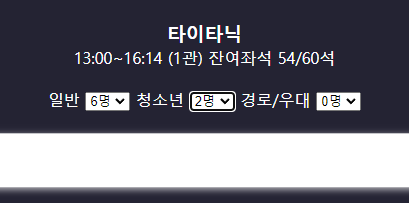 타이타닉
13:00~16:14 (1관) 잔여좌석 54/60석
일반 6명 청소년 2명 경로/우대 0명